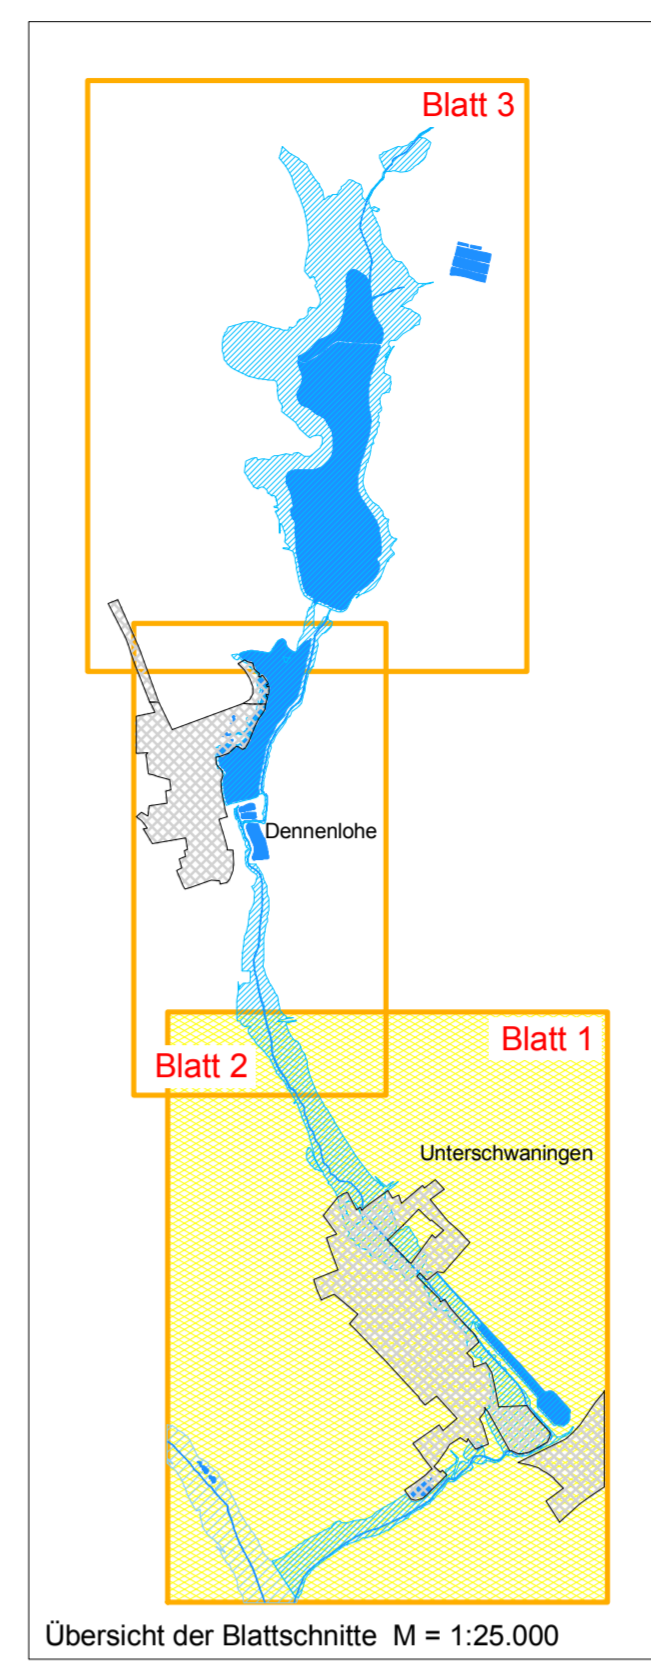 Blatt 3
Dennenlohe
Blatt 1
Blatt 2
Unterschwaningen
Übersicht der Blattschnitte M = 1:25.000